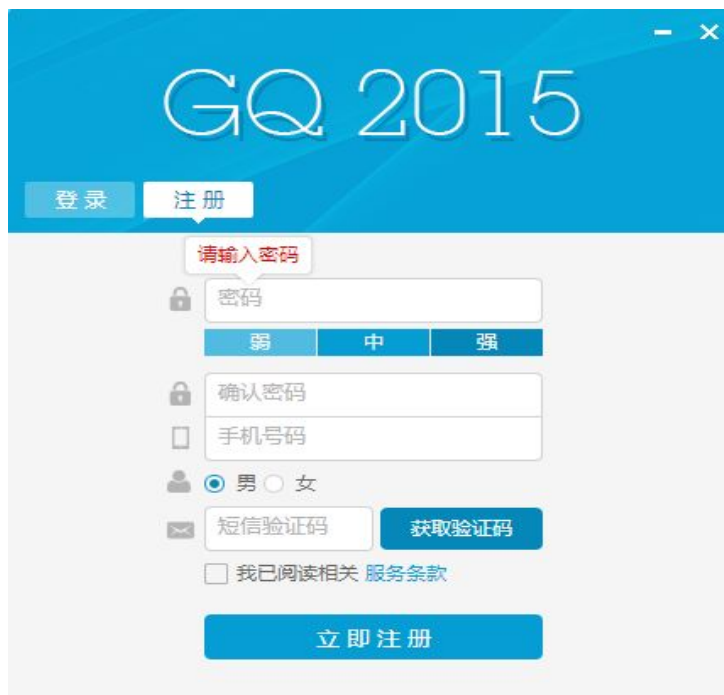 GQ 2015
登录 注册
请输入密码
密码
弱 中 强
确认密码
手机号码
男 女
短信验证码 获取验证码
我已阅读相关 服务条款
立即注册